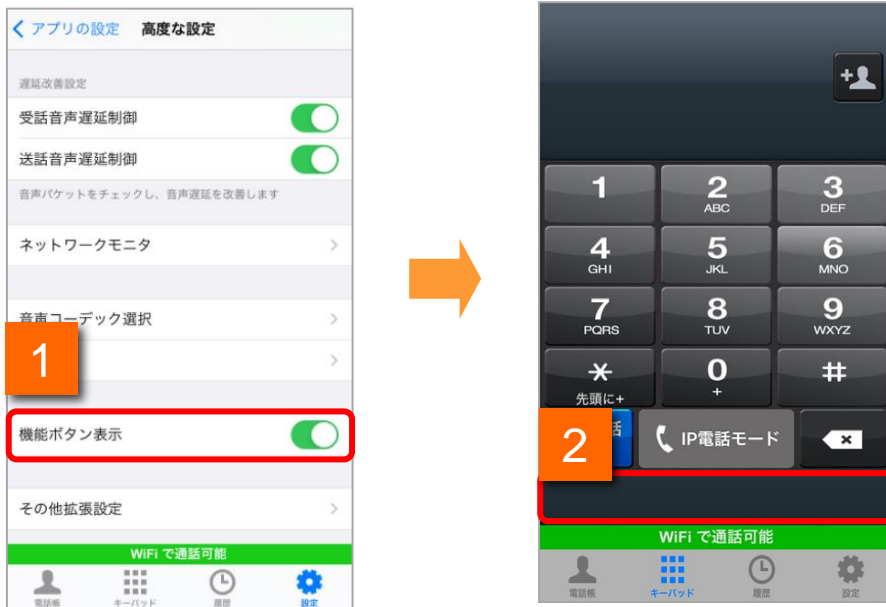 アプリの設定 高度な設定
遅延改善設定
受話音声遅延制御
送話音声遅延制御
音声パケットをチェックし、音声遅延を改善します
ネットワークモニタ
音声コーデック選択
1
機能ボタン表示
その他拡張設定
WiFi で通話可能
電話帳 キーパッド 履歴 設定
1 2 3
ABC DEF
4 5 6
GHI JKL MNO
7 8 9
PQRS TUV WXYZ
* 0 #
先頭に+ +
2 話 IP電話モード
WiFi で通話可能
電話帳 キーパッド 履歴 設定